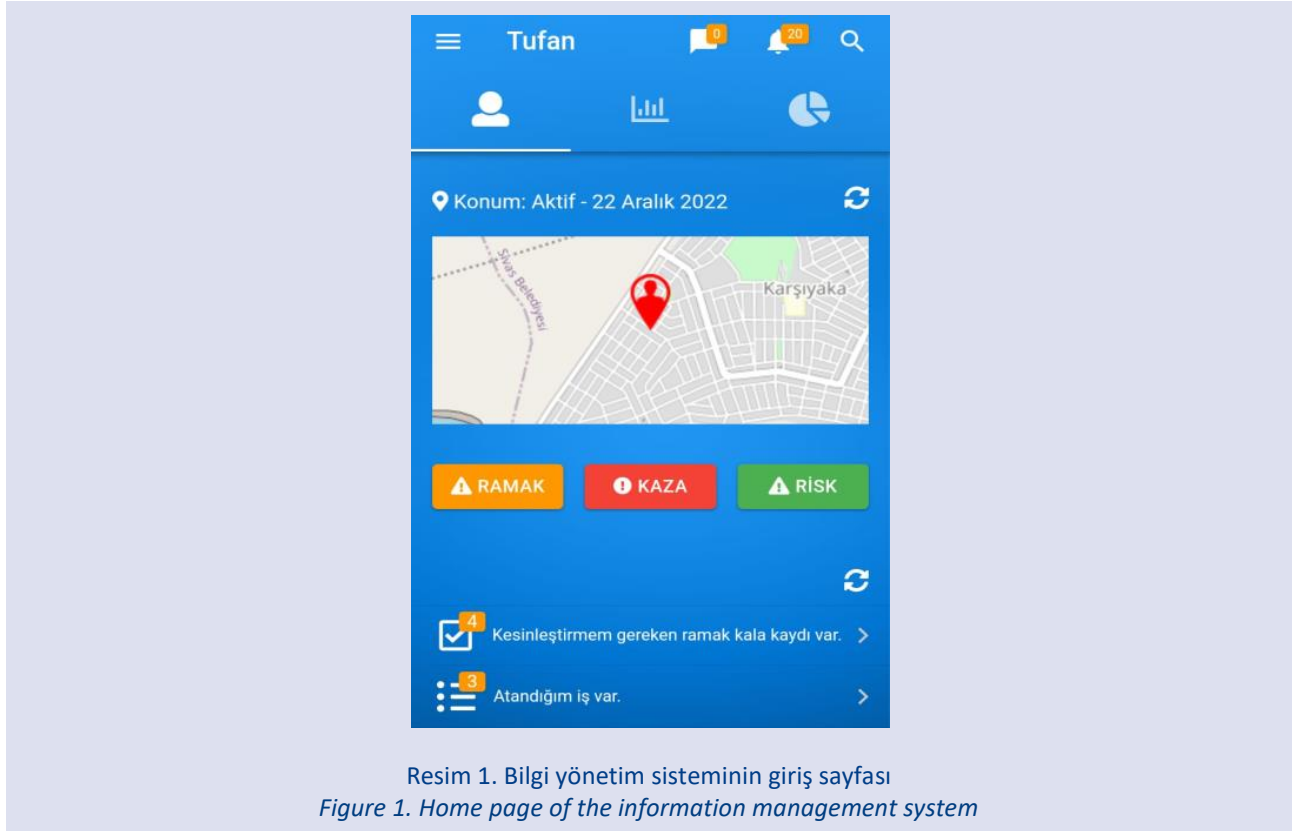 Tufan
0
20
Konum: Aktif - 22 Aralık 2022
Sivas Belediyesi
Karşıyaka
RAMAK
KAZA
RİSK
4
Kesinleştirmem gereken ramak kala kaydı var.
3
Atandığım iş var.
Resim 1. Bilgi yönetim sisteminin giriş sayfası
Figure 1. Home page of the information management system